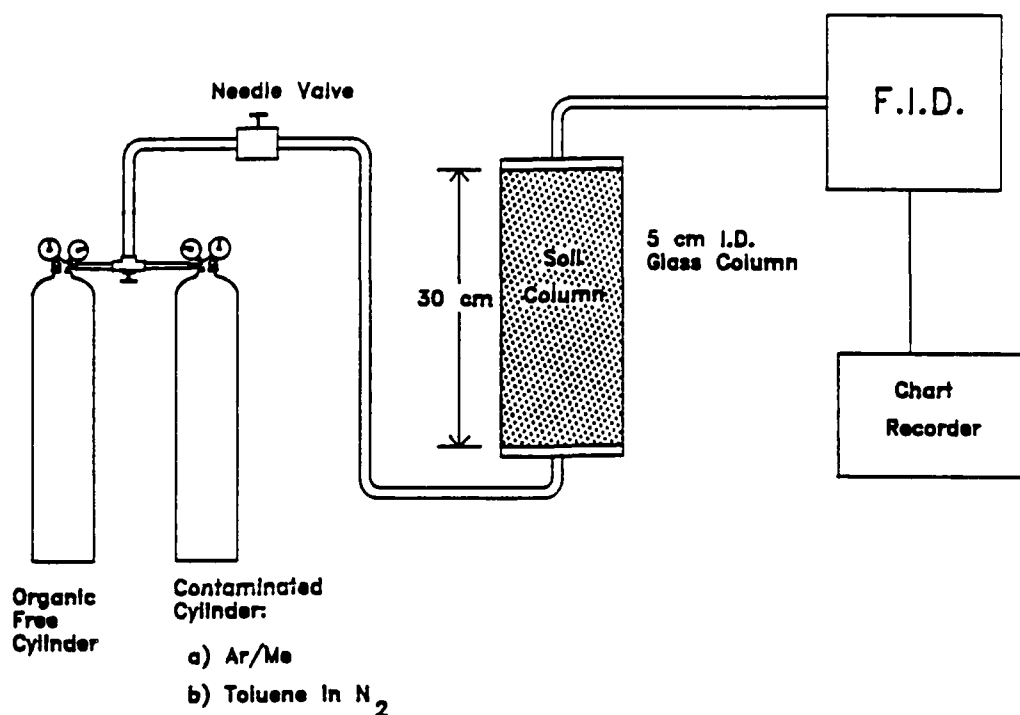 Needle Valve
F.I.D.
5 cm I.D.
Glass Column
Soil
Column
30 cm
Chart
Recorder
Organic
Free
Cylinder
Contaminated
Cylinder:
a) Ar/Me
b) Toluene in N2